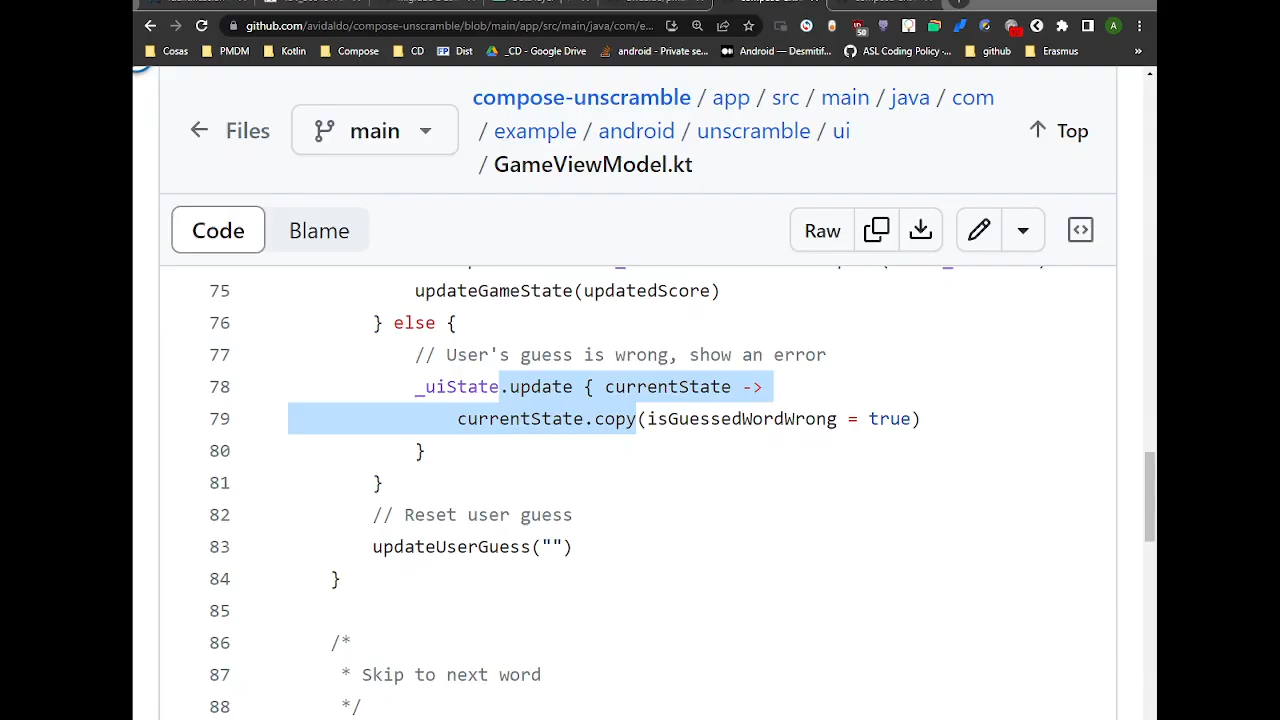 github.com/avidaldo/compose-unscramble/blob/main/app/src/main/java/com/e...
50
A
Cosas
PMDM
Kotlin
Compose
CD
FP Dist
_CD - Google Drive
android - Private se...
Android — Desmitif...
ASL Coding Policy -...
github
Erasmus
»
compose-unscramble / app / src / main / java / com
Files
main
/ example / android / unscramble / ui
Top
/ GameViewModel.kt
Code
Blame
Raw
75 updateGameState(updatedScore)
76 } else {
77 // User's guess is wrong, show an error
78 _uiState.update { currentState ->
79 currentState.copy(isGuessedWordWrong = true)
80 }
81 }
82 // Reset user guess
83 updateUserGuess("")
84 }
85
86 /*
87 * Skip to next word
88 */